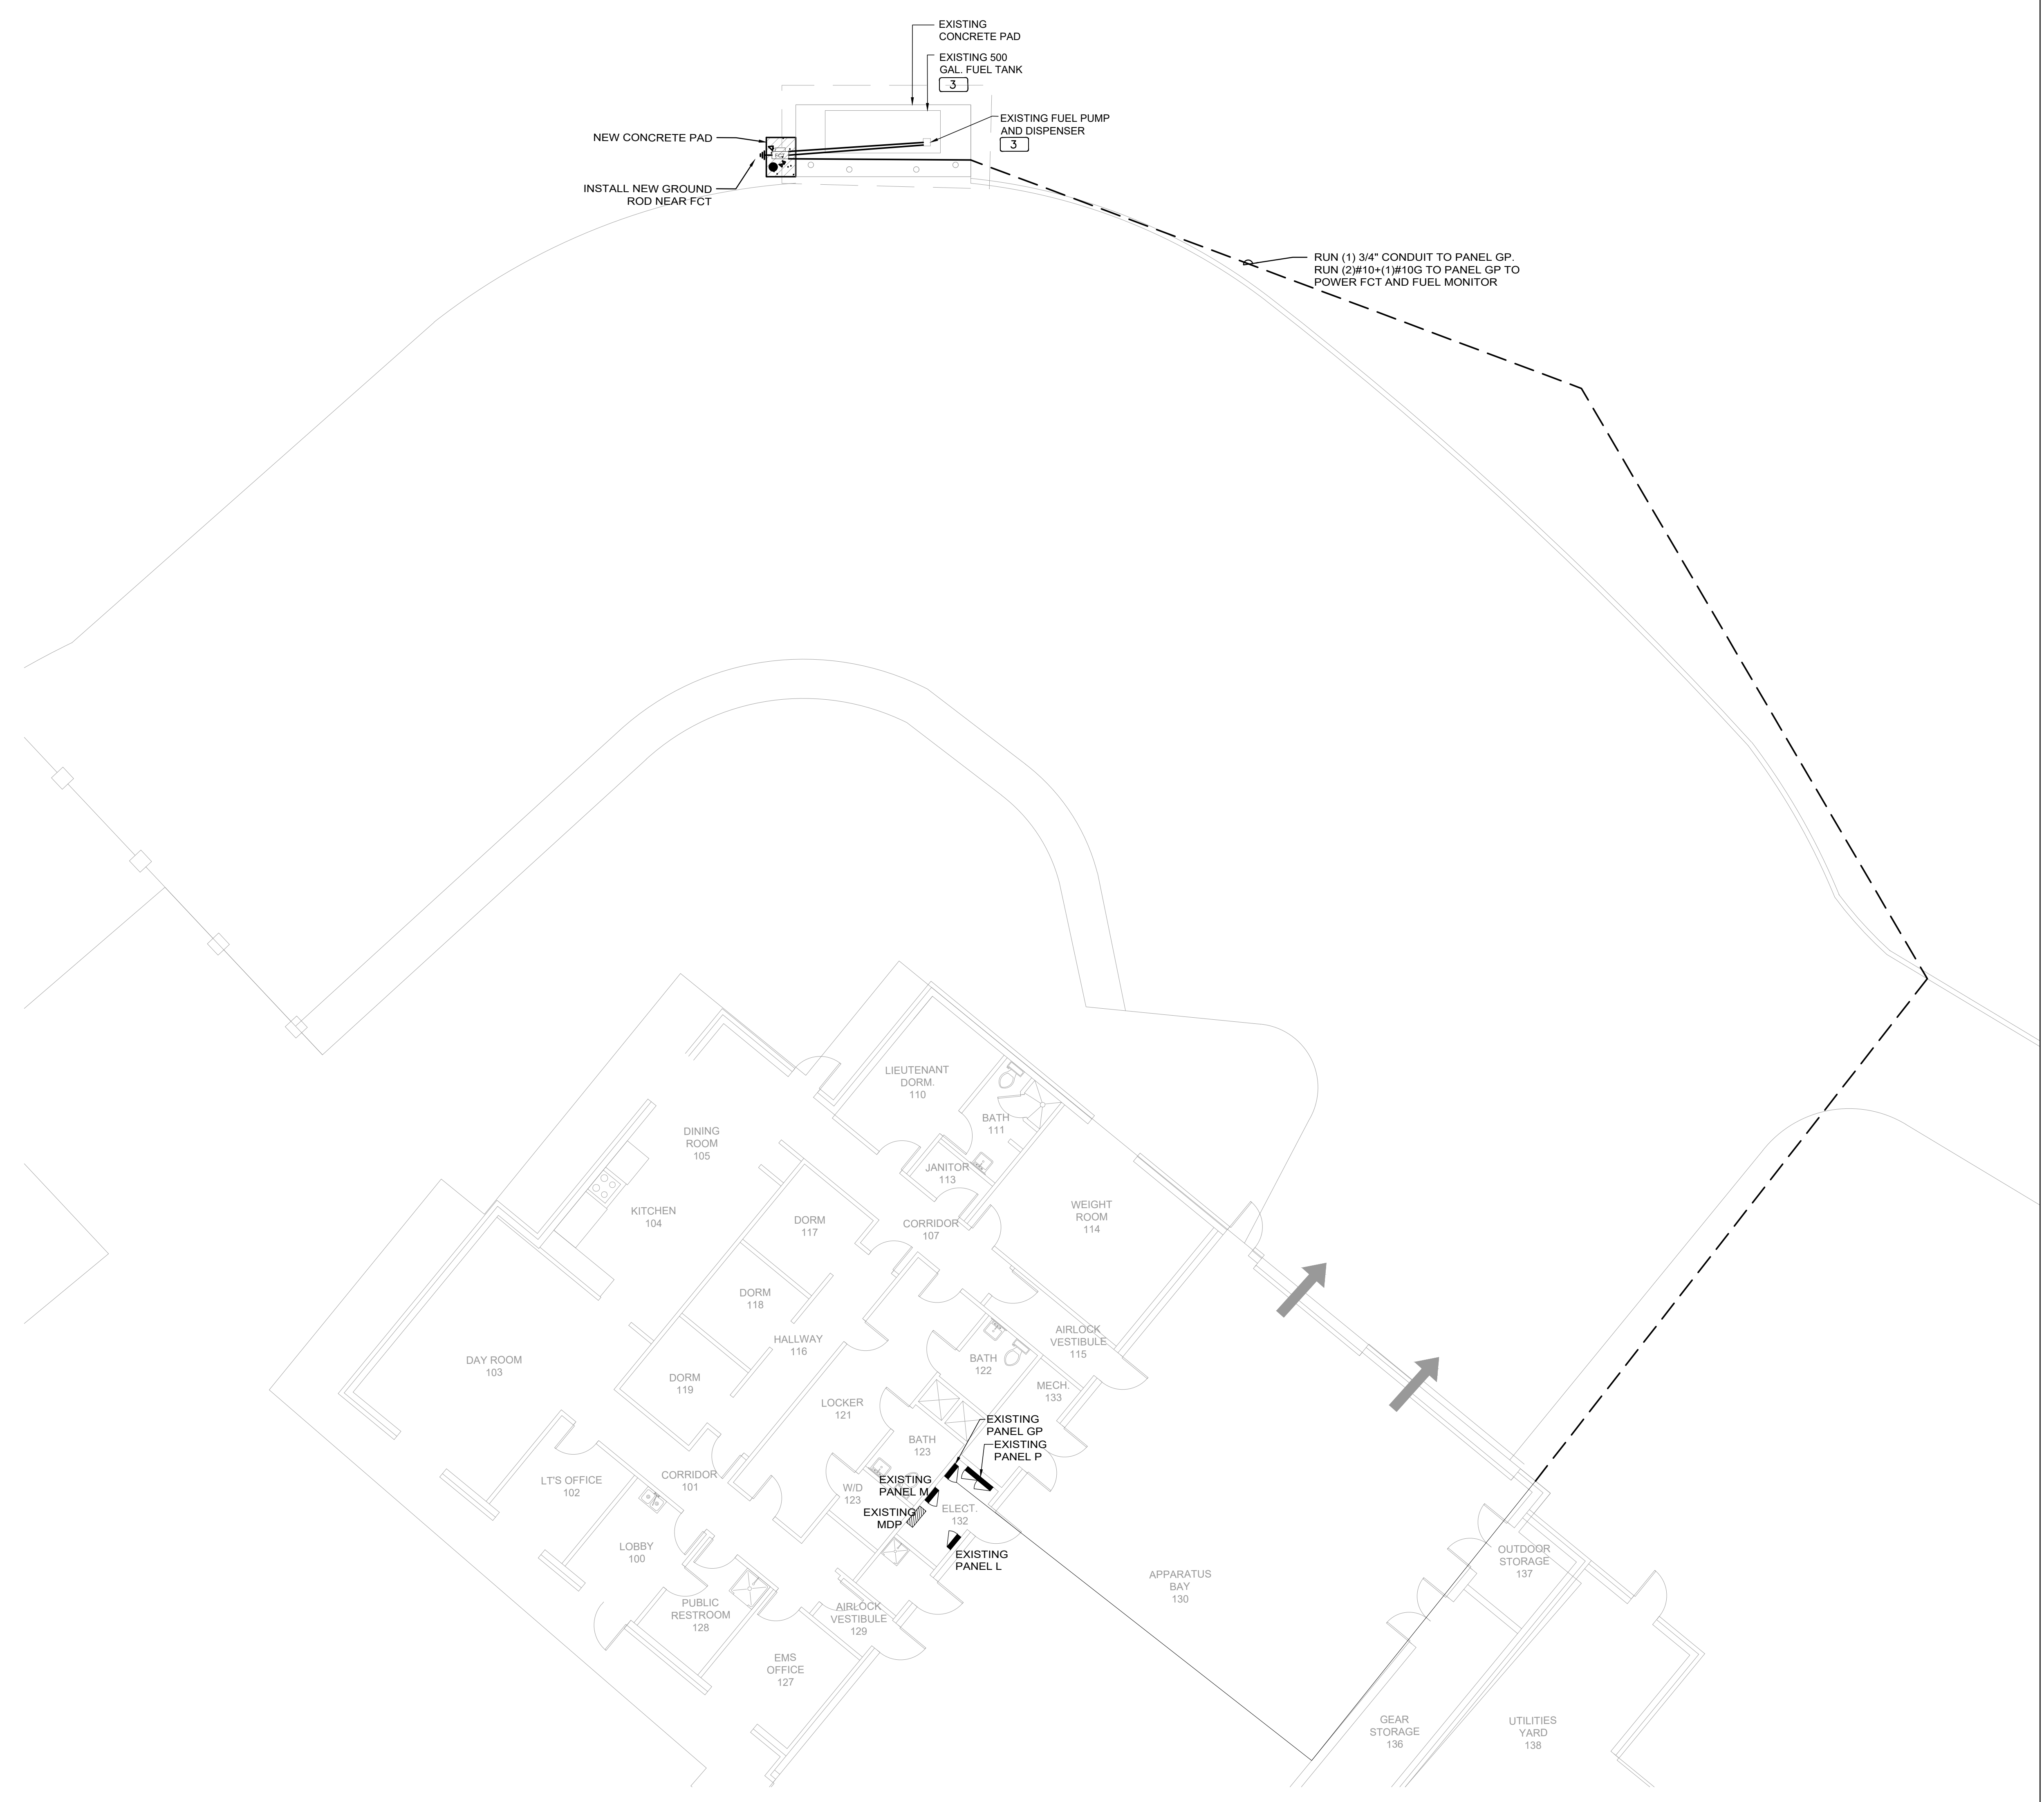 EXISTING
CONCRETE PAD
EXISTING 500
GAL. FUEL TANK
3
EXISTING FUEL PUMP
AND DISPENSER
3
NEW CONCRETE PAD
INSTALL NEW GROUND
ROD NEAR FCT
RUN (1) 3/4" CONDUIT TO PANEL GP.
RUN (2)#10+(1)#10G TO PANEL GP TO
POWER FCT AND FUEL MONITOR
LIEUTENANT
DORM.
110
BATH
111
DINING
ROOM
105
JANITOR
113
KITCHEN
104
DORM
117
CORRIDOR
107
WEIGHT
ROOM
114
DORM
118
HALLWAY
116
AIRLOCK
VESTIBULE
115
DAY ROOM
103
DORM
119
BATH
122
MECH.
133
LOCKER
121
EXISTING
PANEL GP
BATH
123
EXISTING
PANEL P
LT'S OFFICE
102
CORRIDOR
101
EXISTING
PANEL M
W/D
123
EXISTING
MDP
ELECT.
132
LOBBY
100
EXISTING
PANEL L
OUTDOOR
STORAGE
137
APPARATUS
BAY
130
PUBLIC
RESTROOM
128
AIRLOCK
VESTIBULE
129
EMS
OFFICE
127
GEAR
STORAGE
136
UTILITIES
YARD
138